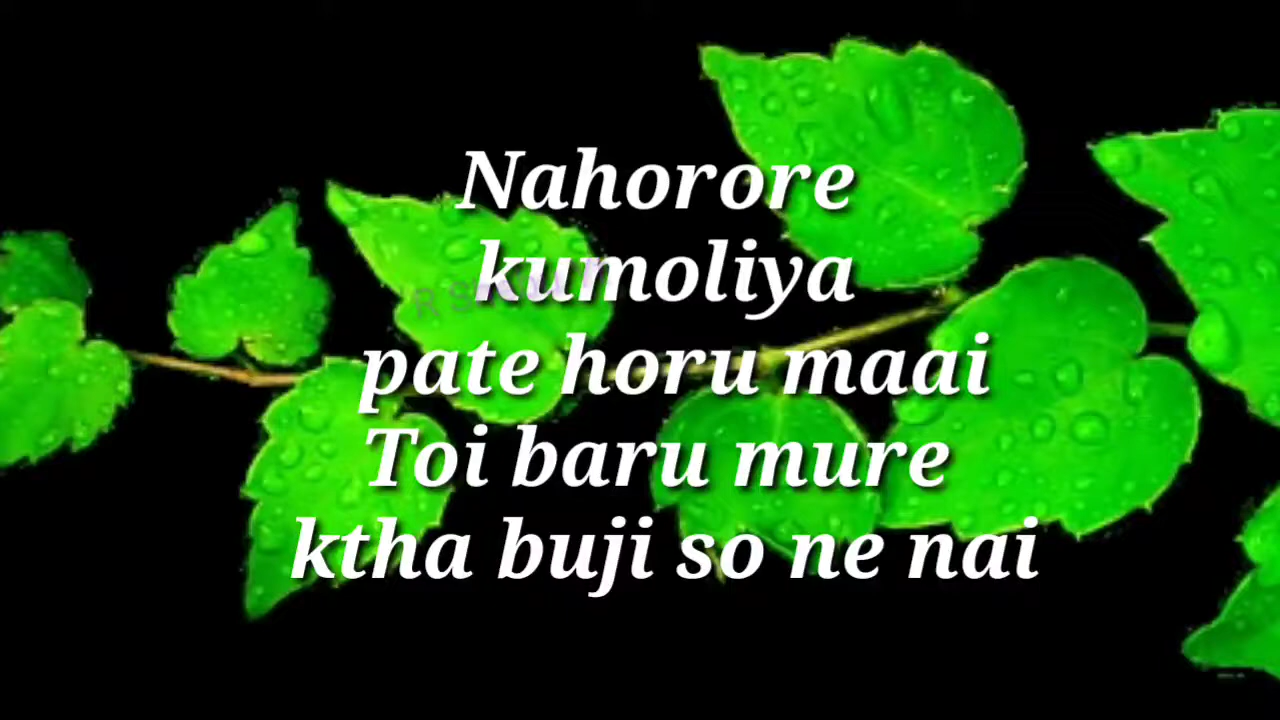 Nahorore
kumoliya
pate horu maai
Toi baru mure
ktha buji so ne nai